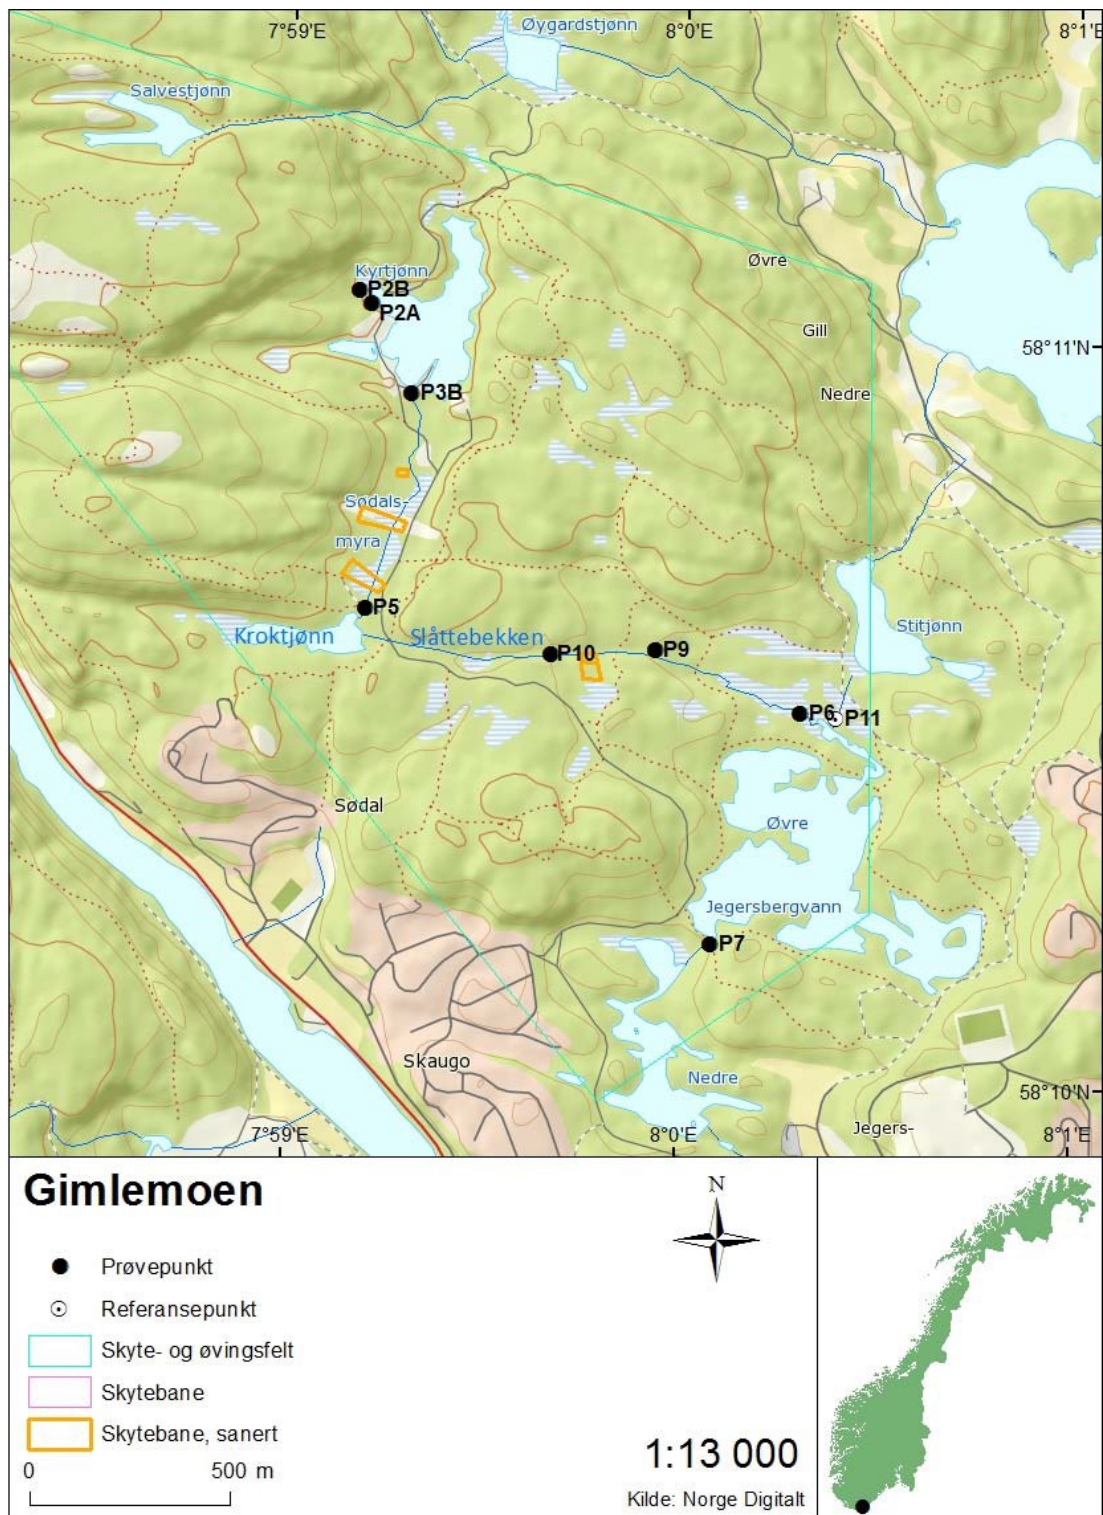 7°59'E
8°0'E
8°1'E
Øygardstjønn
Salvestjønn
Øvre
Kyrtjønn
P2B
P2A
Gill
58°11'N
P3B
Nedre
Sødals-
myra
P5
Kroktjønn
Slåttebekken
Stitjønn
P10
P9
P6
P11
Sødal
Øvre
Jegersbergvann
P7
Skaugo
Nedre
58°10'N
Jegers-
7°59'E
8°0'E
8°1'E
Gimlemoen
N
Prøvepunkt
Referansepunkt
Skyte- og øvingsfelt
Skytebane
Skytebane, sanert
0
500 m
1:13 000
Kilde: Norge Digitalt